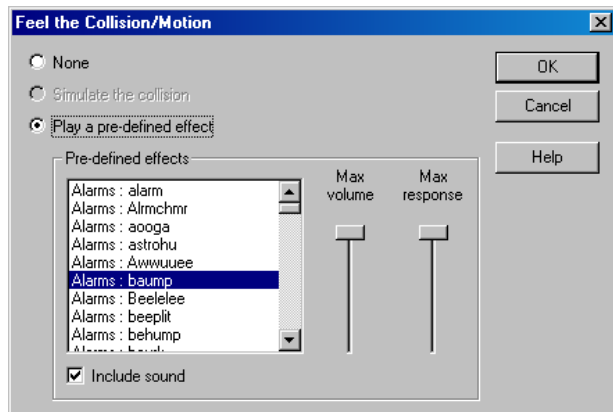 Feel the Collision/Motion
None
Simulate the collision
Play a pre-defined effect
OK
Cancel
Help
Pre-defined effects
Alarms : alarm
Alarms : Alrmchmr
Alarms : aooga
Alarms : astrohu
Alarms : Awwuuee
Alarms : baump
Alarms : Beelelee
Alarms : beeplit
Alarms : behump
Max volume
Max response
Include sound